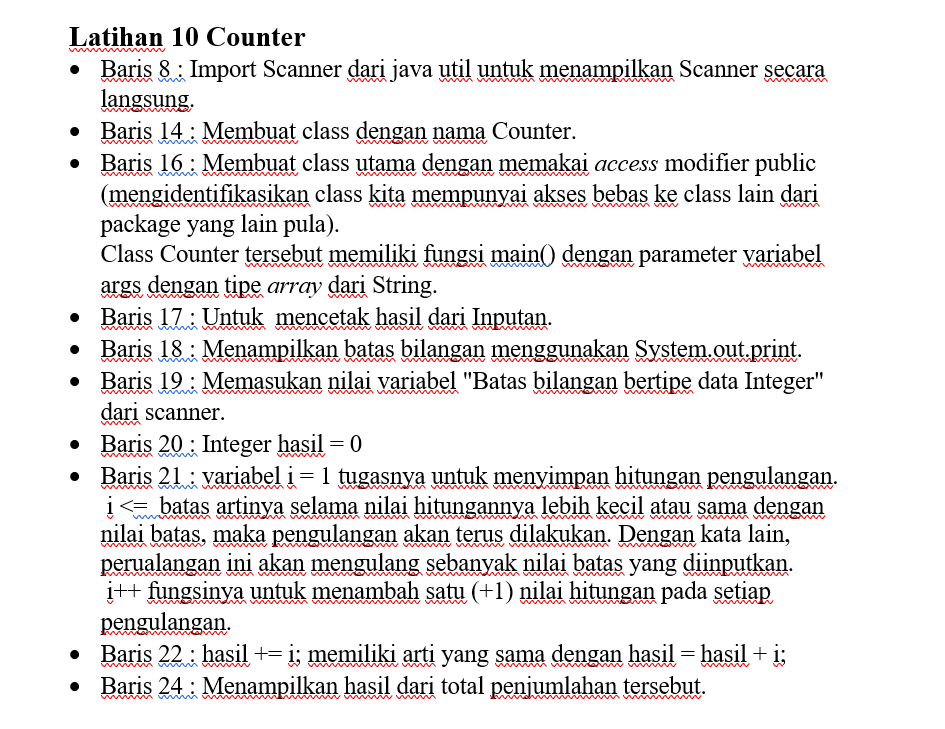 Latihan 10 Counter
• Baris 8 : Import Scanner dari java util untuk menampilkan Scanner secara
langsung.
• Baris 14 : Membuat class dengan nama Counter.
• Baris 16 : Membuat class utama dengan memakai access modifier public
(mengidentifikasikan class kita mempunyai akses bebas ke class lain dari
package yang lain pula).
Class Counter tersebut memiliki fungsi main() dengan parameter variabel
args dengan tipe array dari String.
• Baris 17 : Untuk  mencetak hasil dari Inputan.
• Baris 18 : Menampilkan batas bilangan menggunakan System.out.print.
• Baris 19 : Memasukan nilai variabel "Batas bilangan bertipe data Integer"
dari scanner.
• Baris 20 : Integer hasil = 0
• Baris 21 : variabel i = 1 tugasnya untuk menyimpan hitungan pengulangan.
i <=  batas artinya selama nilai hitungannya lebih kecil atau sama dengan
nilai batas, maka pengulangan akan terus dilakukan. Dengan kata lain,
perualangan ini akan mengulang sebanyak nilai batas yang diinputkan.
i++ fungsinya untuk menambah satu (+1) nilai hitungan pada setiap
pengulangan.
• Baris 22 : hasil += i; memiliki arti yang sama dengan hasil = hasil + i;
• Baris 24 : Menampilkan hasil dari total penjumlahan tersebut.